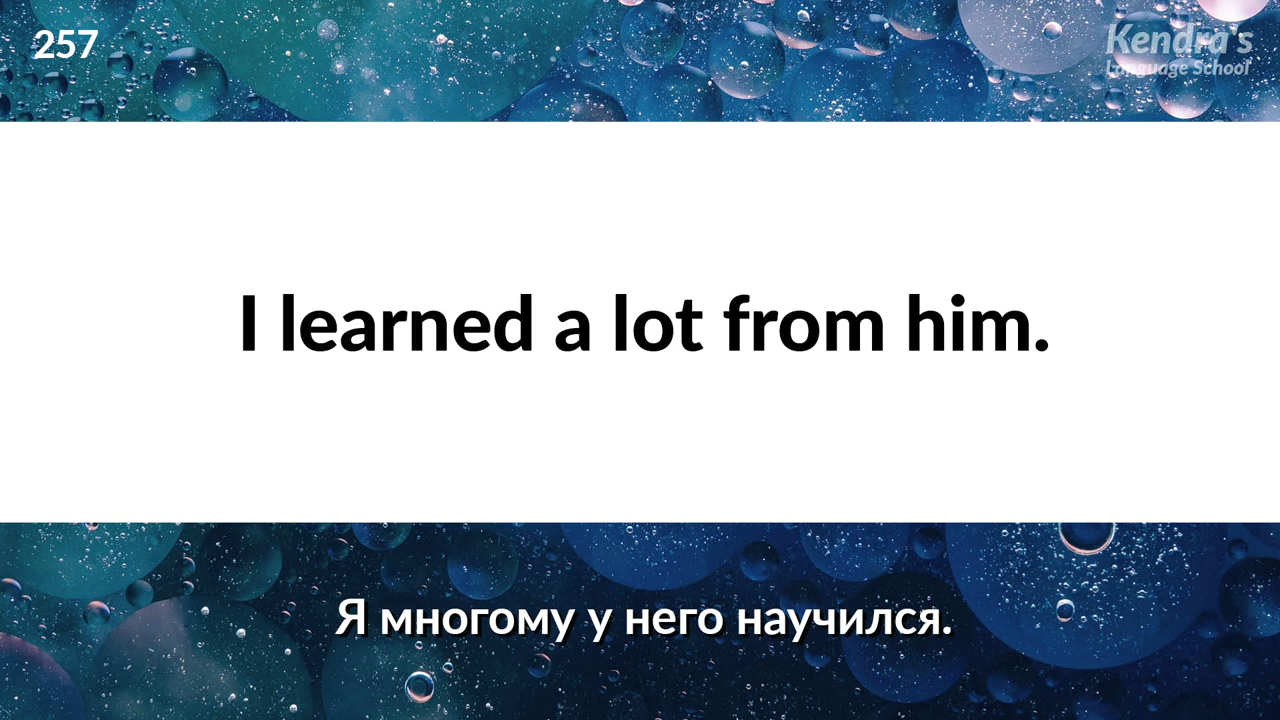 257
Kendra's
Language School
I learned a lot from him.
Я многому у него научился.